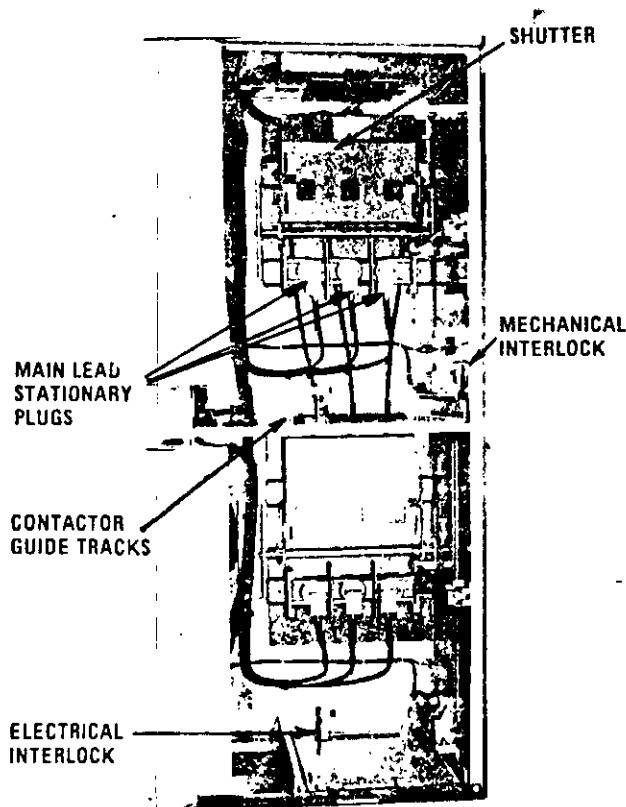 SHUTTER
MECHANICAL
INTERLOCK
MAIN LEAD
STATIONARY
PLUGS
CONTACTOR
GUIDE TRACKS
ELECTRICAL
INTERLOCK